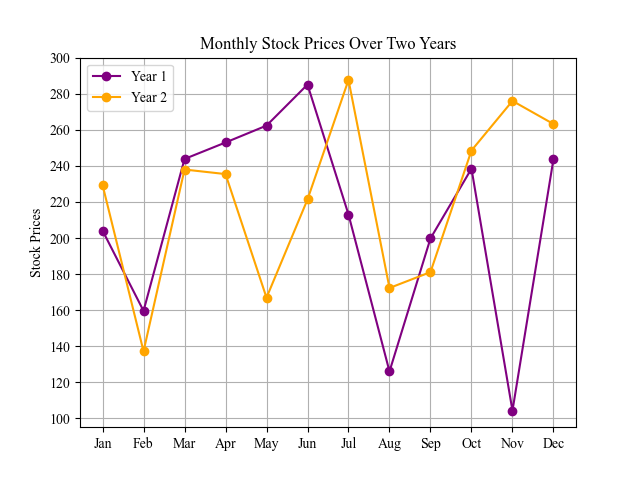 Monthly Stock Prices Over Two Years
Year 1
Year 2
Stock Prices
300
280
260
240
220
200
180
160
140
120
100
Jan Feb Mar Apr May Jun Jul Aug Sep Oct Nov Dec